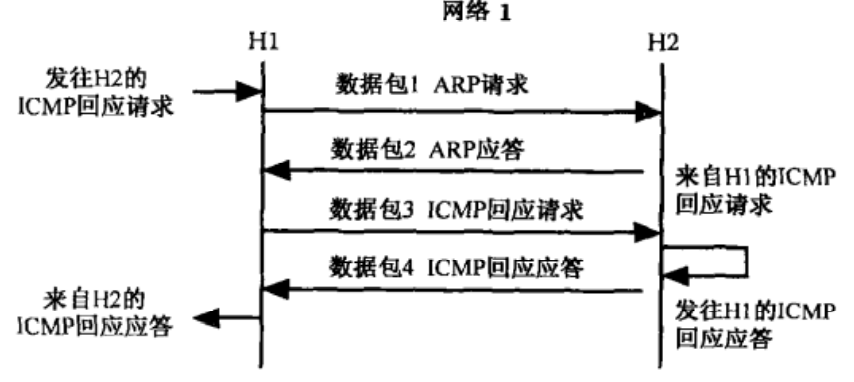 网络 1
H1
H2
发往H2的
ICMP回应请求
数据包1 ARP请求
数据包2 ARP应答
来自H1的ICMP
回应请求
数据包3 ICMP回应请求
数据包4 ICMP回应应答
来自H2的
ICMP回应应答
发往H1的ICMP
回应应答